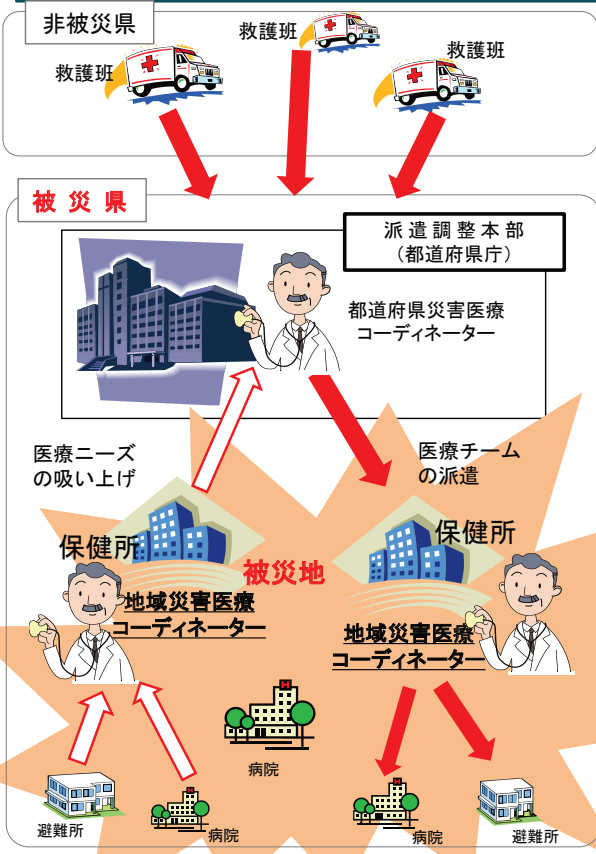 非被災県
救護班
救護班
救護班
被災県
派遣調整本部
（都道府県庁）
都道府県災害医療
コーディネーター
医療ニーズ
の吸い上げ
医療チーム
の派遣
保健所
保健所
被災地
地域災害医療
コーディネーター
地域災害医療
コーディネーター
H
病院
避難所
病院
病院
避難所